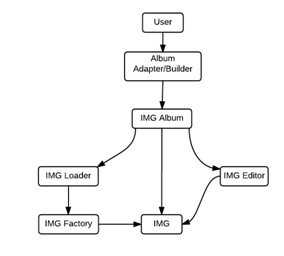 User
Album
Adapter/Builder
IMG Album
IMG Loader
IMG Editor
IMG Factory
IMG